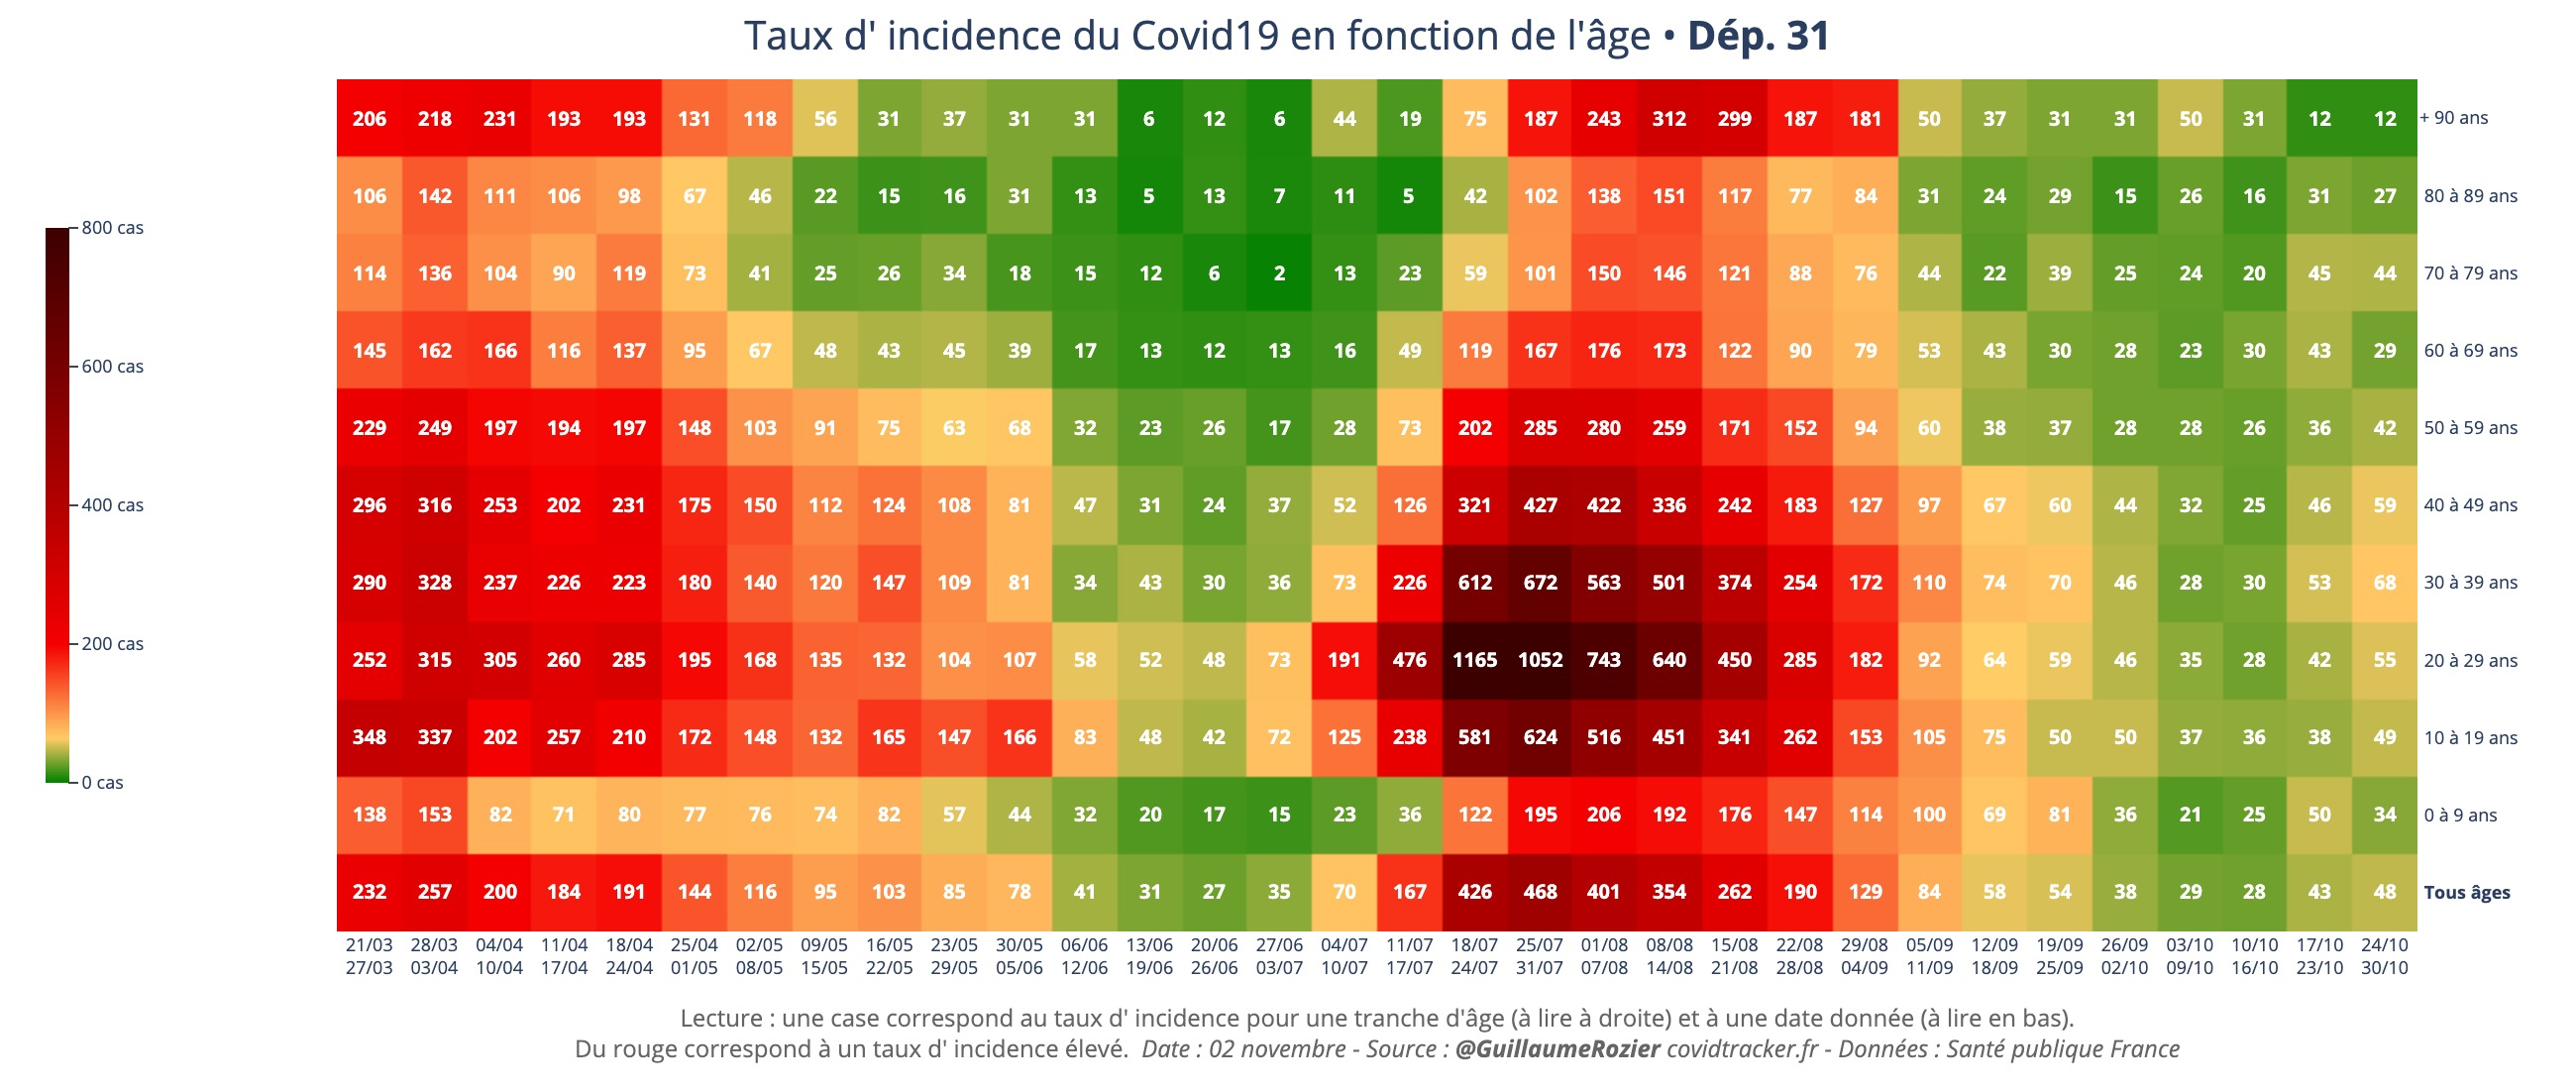 Taux d' incidence du Covid19 en fonction de l'âge • Dép. 31
206 218 231 193 193 131 118 56 31 37 31 31 6 12 6 44 19 75 187 243 312 299 187 181 50 37 31 31 50 31 12 12 + 90 ans
106 142 111 106 98 67 46 22 15 16 31 13 5 13 7 11 5 42 102 138 151 117 77 84 31 24 29 15 26 16 31 27 80 à 89 ans
800 cas
114 136 104 90 119 73 41 25 26 34 18 15 12 6 2 13 23 59 101 150 146 121 88 76 44 22 39 25 24 20 45 44 70 à 79 ans
145 162 166 116 137 95 67 48 43 45 39 17 13 12 13 16 49 119 167 176 173 122 90 79 53 43 30 28 23 30 43 29 60 à 69 ans
600 cas
229 249 197 194 197 148 103 91 75 63 68 32 23 26 17 28 73 202 285 280 259 171 152 94 60 38 37 28 28 26 36 42 50 à 59 ans
400 cas
296 316 253 202 231 175 150 112 124 108 81 47 31 24 37 52 126 321 427 422 336 242 183 127 97 67 60 44 32 25 46 59 40 à 49 ans
290 328 237 226 223 180 140 120 147 109 81 34 43 30 36 73 226 612 672 563 501 374 254 172 110 74 70 46 28 30 53 68 30 à 39 ans
200 cas
252 315 305 260 285 195 168 135 132 104 107 58 52 48 73 191 476 1165 1052 743 640 450 285 182 92 64 59 46 35 28 42 55 20 à 29 ans
348 337 202 257 210 172 148 132 165 147 166 83 48 42 72 125 238 581 624 516 451 341 262 153 105 75 50 50 37 36 38 49 10 à 19 ans
0 cas
138 153 82 71 80 77 76 74 82 57 44 32 20 17 15 23 36 122 195 206 192 176 147 114 100 69 81 36 21 25 50 34 0 à 9 ans
232 257 200 184 191 144 116 95 103 85 78 41 31 27 35 70 167 426 468 401 354 262 190 129 84 58 54 38 29 28 43 48 Tous âges
21/03 28/03 04/04 11/04 18/04 25/04 02/05 09/05 16/05 23/05 30/05 06/06 13/06 20/06 27/06 04/07 11/07 18/07 25/07 01/08 08/08 15/08 22/08 29/08 05/09 12/09 19/09 26/09 03/10 10/10 17/10 24/10
27/03 03/04 10/04 17/04 24/04 01/05 08/05 15/05 22/05 29/05 05/06 12/06 19/06 26/06 03/07 10/07 17/07 24/07 31/07 07/08 14/08 21/08 28/08 04/09 11/09 18/09 25/09 02/10 09/10 16/10 23/10 30/10
Lecture : une case correspond au taux d' incidence pour une tranche d'âge (à lire à droite) et à une date donnée (à lire en bas).
Du rouge correspond à un taux d' incidence élevé. Date : 02 novembre - Source : @GuillaumeRozier covidtracker.fr - Données : Santé publique France